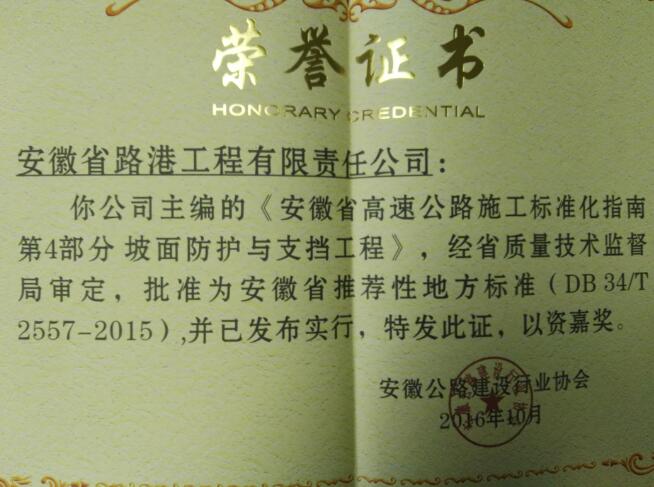 荣誉证书
HONORARY CREDENTIAL
安徽省路港工程有限责任公司：
你公司主编的《安徽省高速公路施工标准化指南
第4部分 坡面防护与支挡工程》，经省质量技术监督
局审定，批准为安徽省推荐性地方标准（DB 34/T
2557-2015），并已发布实行，特发此证，以资嘉奖。
安徽公路建设行业协会
2016年10月